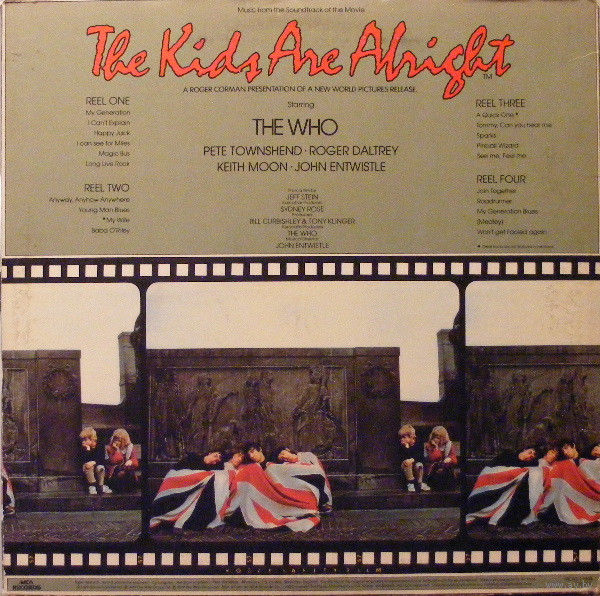 Music from the Soundtrack of the Movie
The Kids Are Alright
TM
A ROGER CORMAN PRESENTATION OF A NEW WORLD PICTURES RELEASE.
Starring
THE WHO
PETE TOWNSHEND · ROGER DALTREY
KEITH MOON · JOHN ENTWISTLE
JEFF STEIN
SYDNEY ROSE
BILL CURBISHLEY & TONY KLINGER
THE WHO
JOHN ENTWISTLE
REEL ONE
My Generation
I Can't Explain
Happy Jack
I can see for Miles
Magic Bus
Long Live Rock
REEL TWO
Anyway, Anyhow Anywhere
Young Man Blues
*My Wife
Baba O'Riley
REEL THREE
A Quick One *
Tommy, Can you hear me
Sparks
Pinball Wizard
See me, Feel me
REEL FOUR
Join Together
Roadrunner
My Generation Blues
(Medley)
Won't get Fooled again
MCA RECORDS